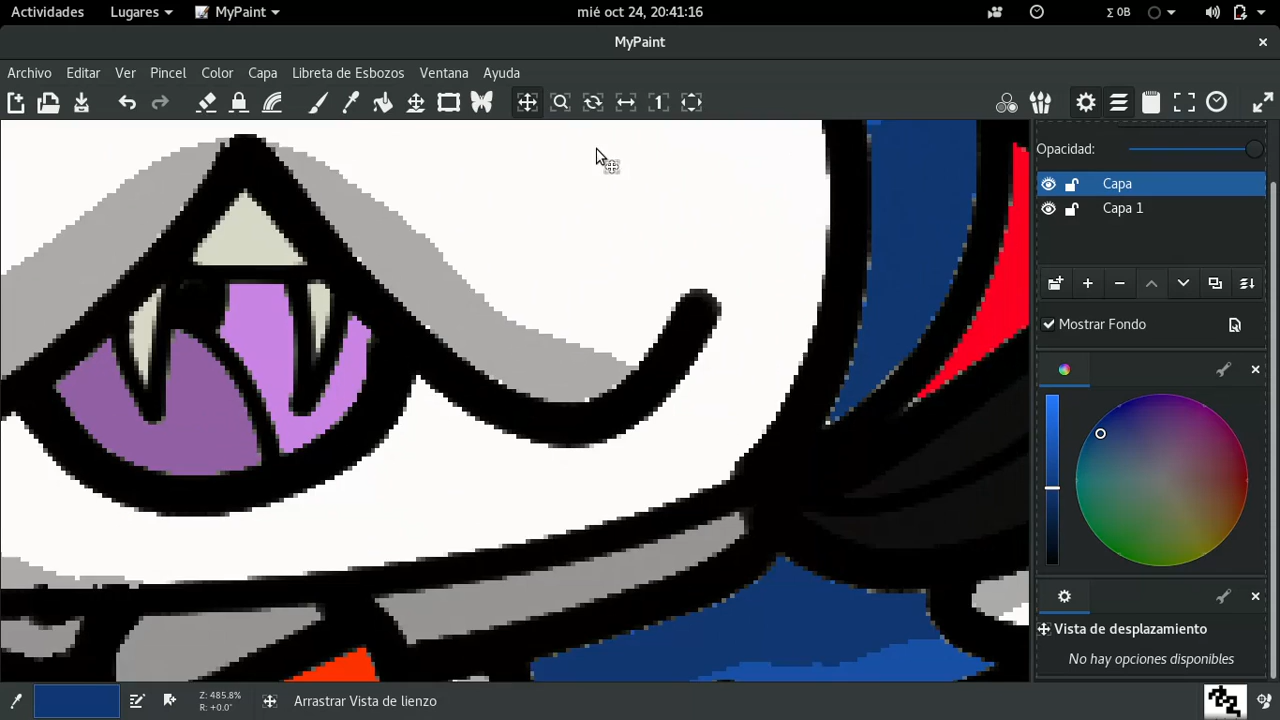 Actividades Lugares MyPaint mié oct 24, 20:41:16 Σ 0B
MyPaint
Archivo Editar Ver Pincel Color Capa Libreta de Esbozos Ventana Ayuda
1
Opacidad:
Capa
Capa 1
Mostrar Fondo
Vista de desplazamiento
No hay opciones disponibles
Z: 485.8%
R: +0.0°
Arrastrar Vista de lienzo